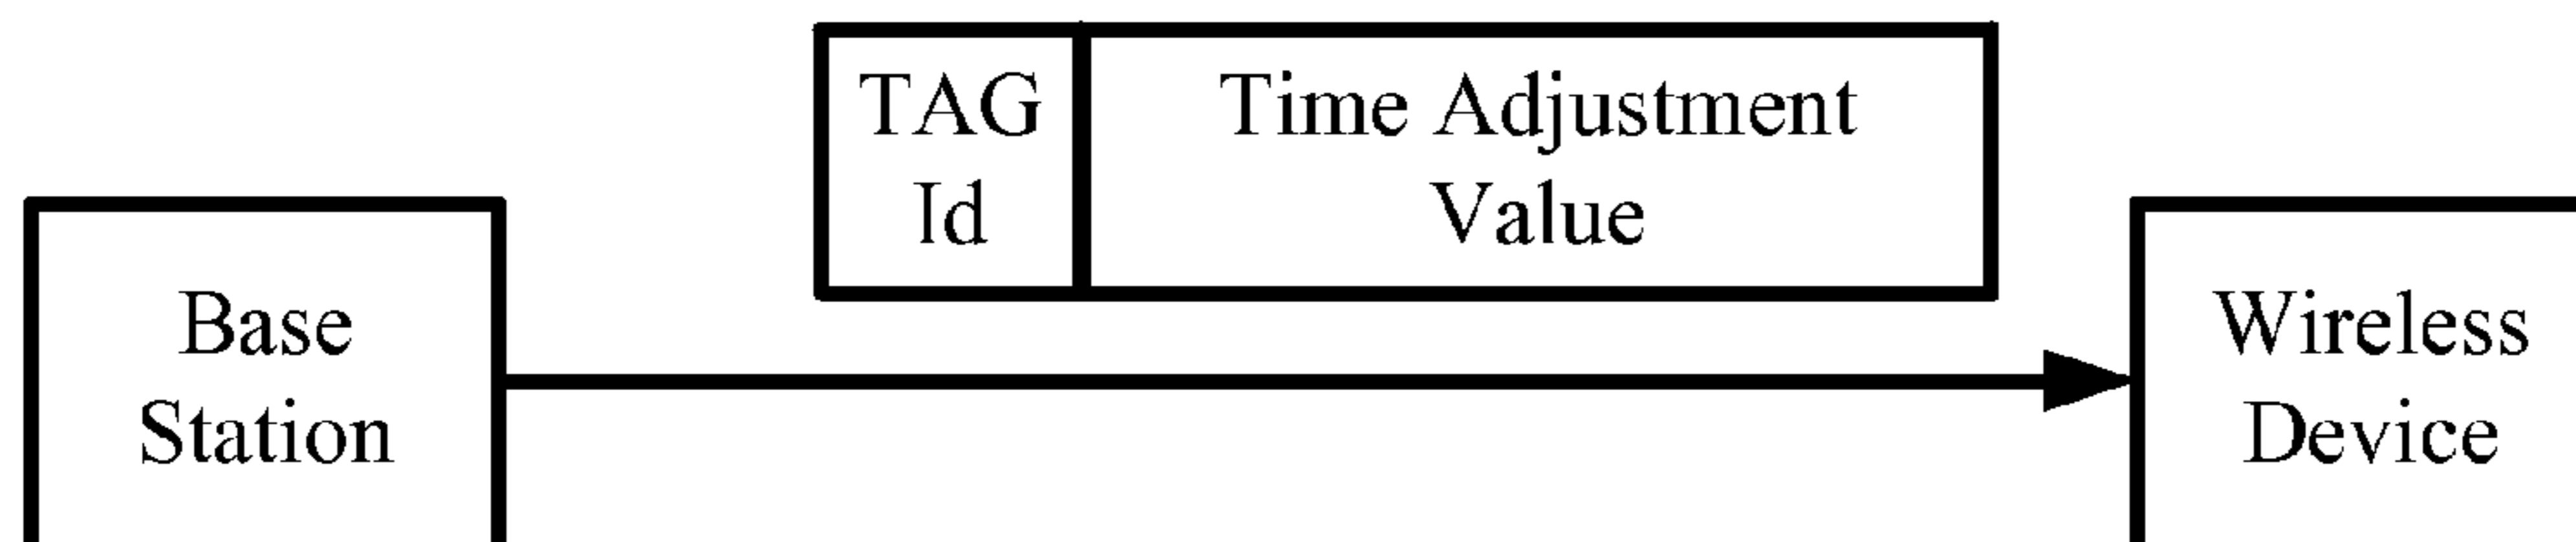 TAG
Id
Time Adjustment
Value
Base
Station
Wireless
Device